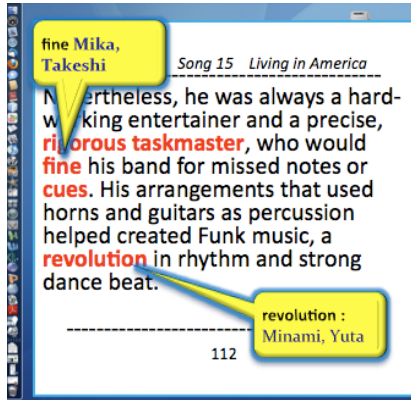 fine Mika,
Takeshi
Song 15 Living in America
Nevertheless, he was always a hard-
working entertainer and a precise,
rigorous taskmaster, who would
fine his band for missed notes or
cues. His arrangements that used
horns and guitars as percussion
helped created Funk music, a
revolution in rhythm and strong
dance beat.
revolution :
Minami, Yuta
112